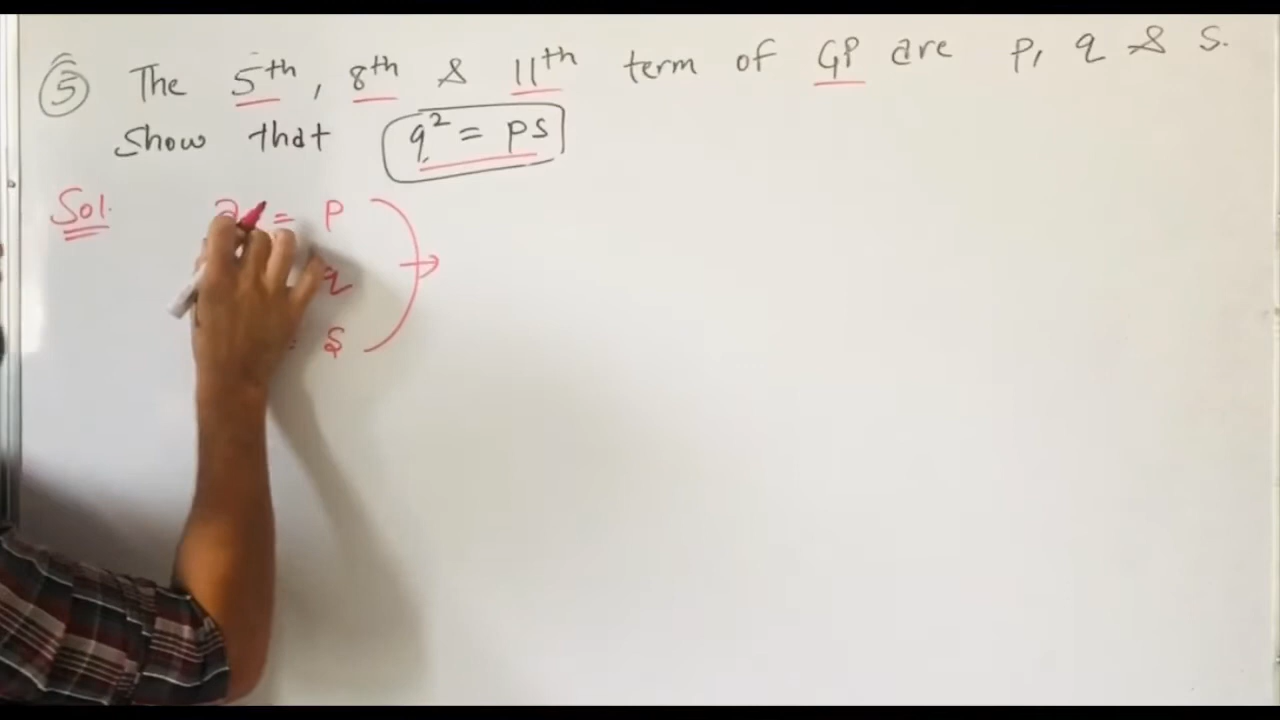 5 The 5th, 8th & 11th term of GP are P, q & S.
Show that q² = PS
Sol. = P
q
S